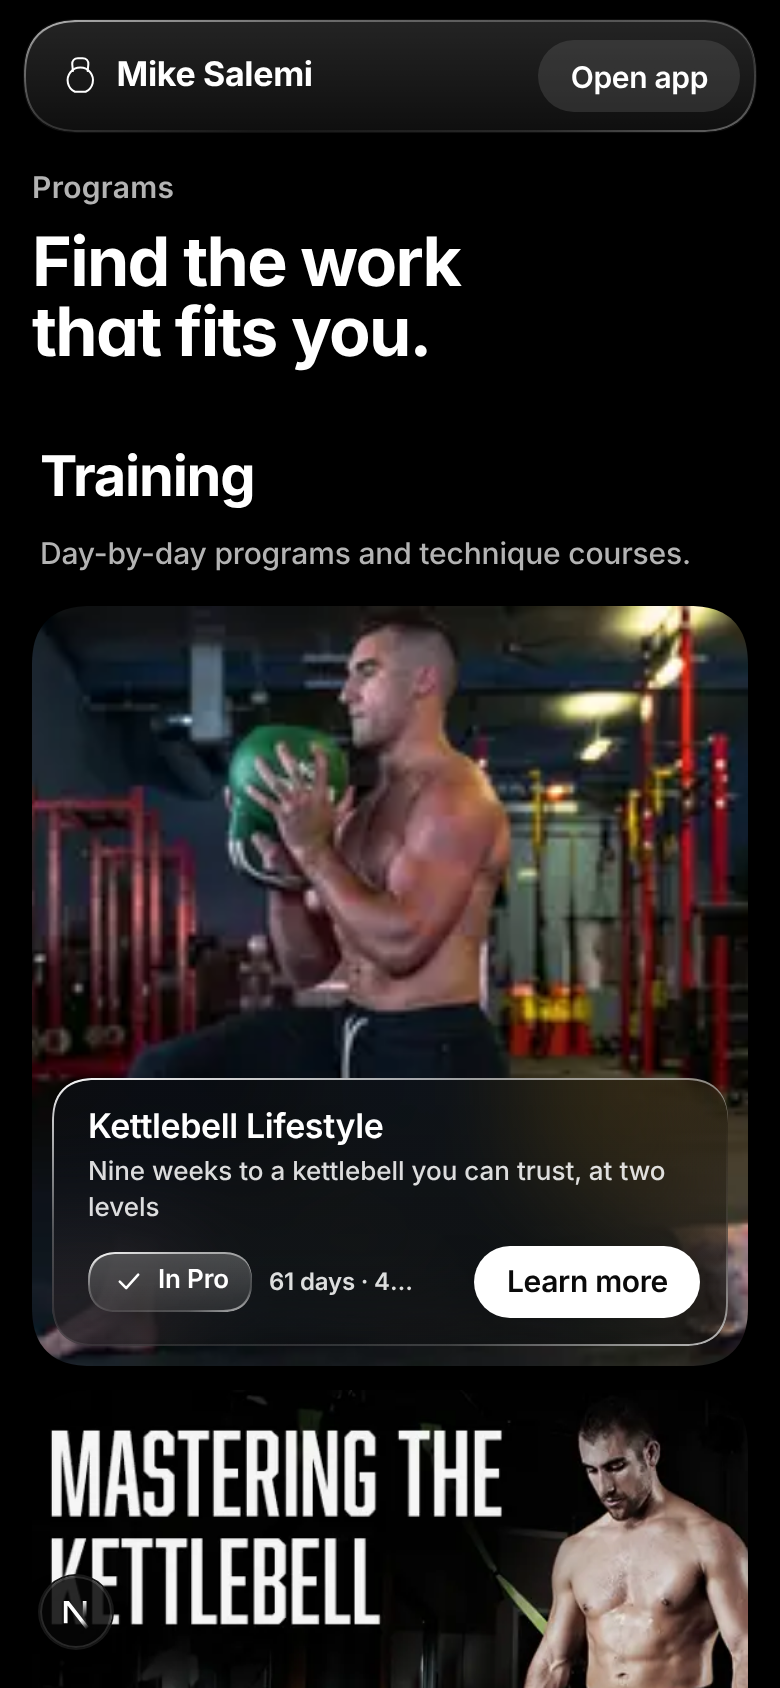 Mike Salemi
Open app
Programs
Find the work
that fits you.
Training
Day-by-day programs and technique courses.
Kettlebell Lifestyle
Nine weeks to a kettlebell you can trust, at two
levels
In Pro
61 days · 4...
Learn more
MASTERING THE
KETTLEBELL
N